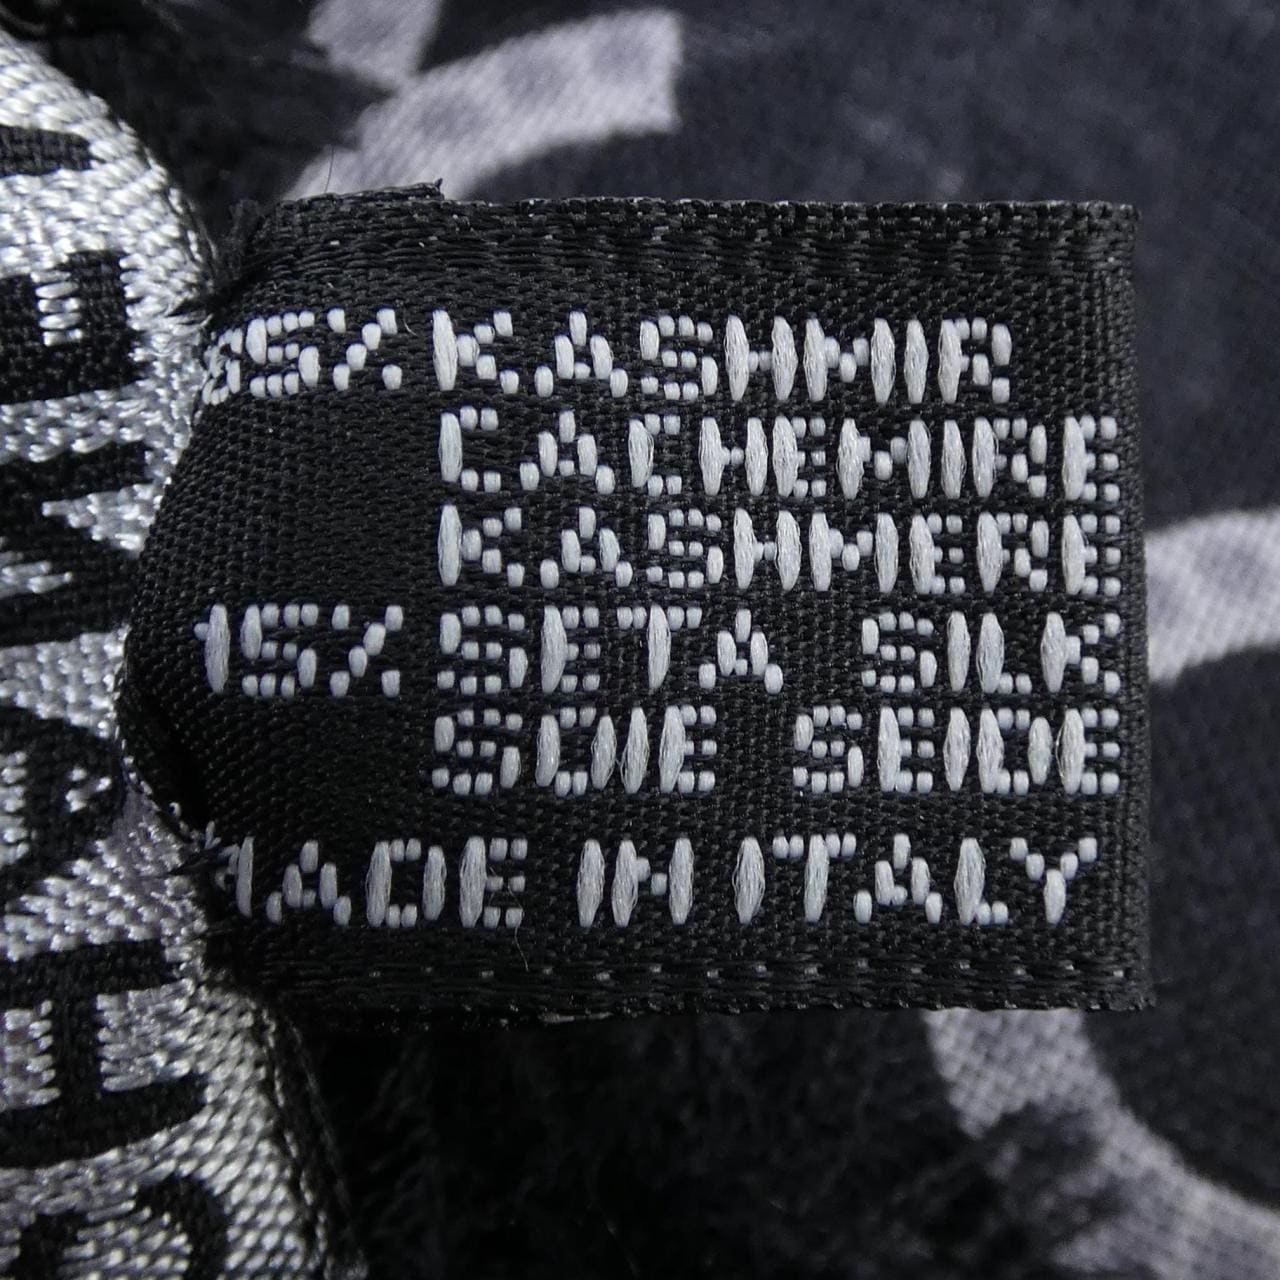 85% KASHMIR
CACHEMIRE
KASHMERE
15% SETA SILK
SOIE SEIDE
MADE IN ITALY